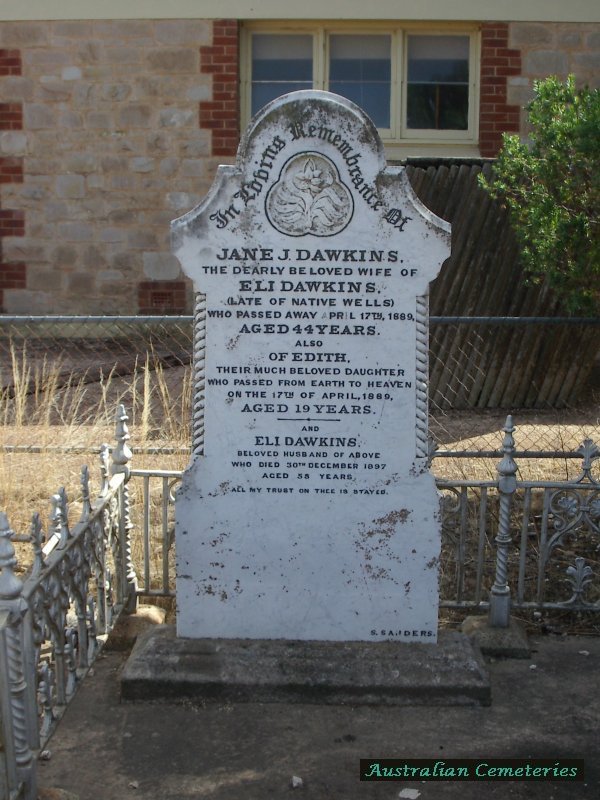 In Loving Remembrance Of
JANE J. DAWKINS.
THE DEARLY BELOVED WIFE OF
ELI DAWKINS.
(LATE OF NATIVE WELLS)
WHO PASSED AWAY APRIL 17TH, 1889,
AGED 44 YEARS.
ALSO
OF EDITH,
THEIR MUCH BELOVED DAUGHTER
WHO PASSED FROM EARTH TO HEAVEN
ON THE 17TH OF APRIL, 1889,
AGED 19 YEARS.
AND
ELI DAWKINS.
BELOVED HUSBAND OF ABOVE
WHO DIED 30TH DECEMBER 1897
AGED 58 YEARS
ALL MY TRUST ON THEE IS STAYED.
S. SANDERS.
Australian Cemeteries